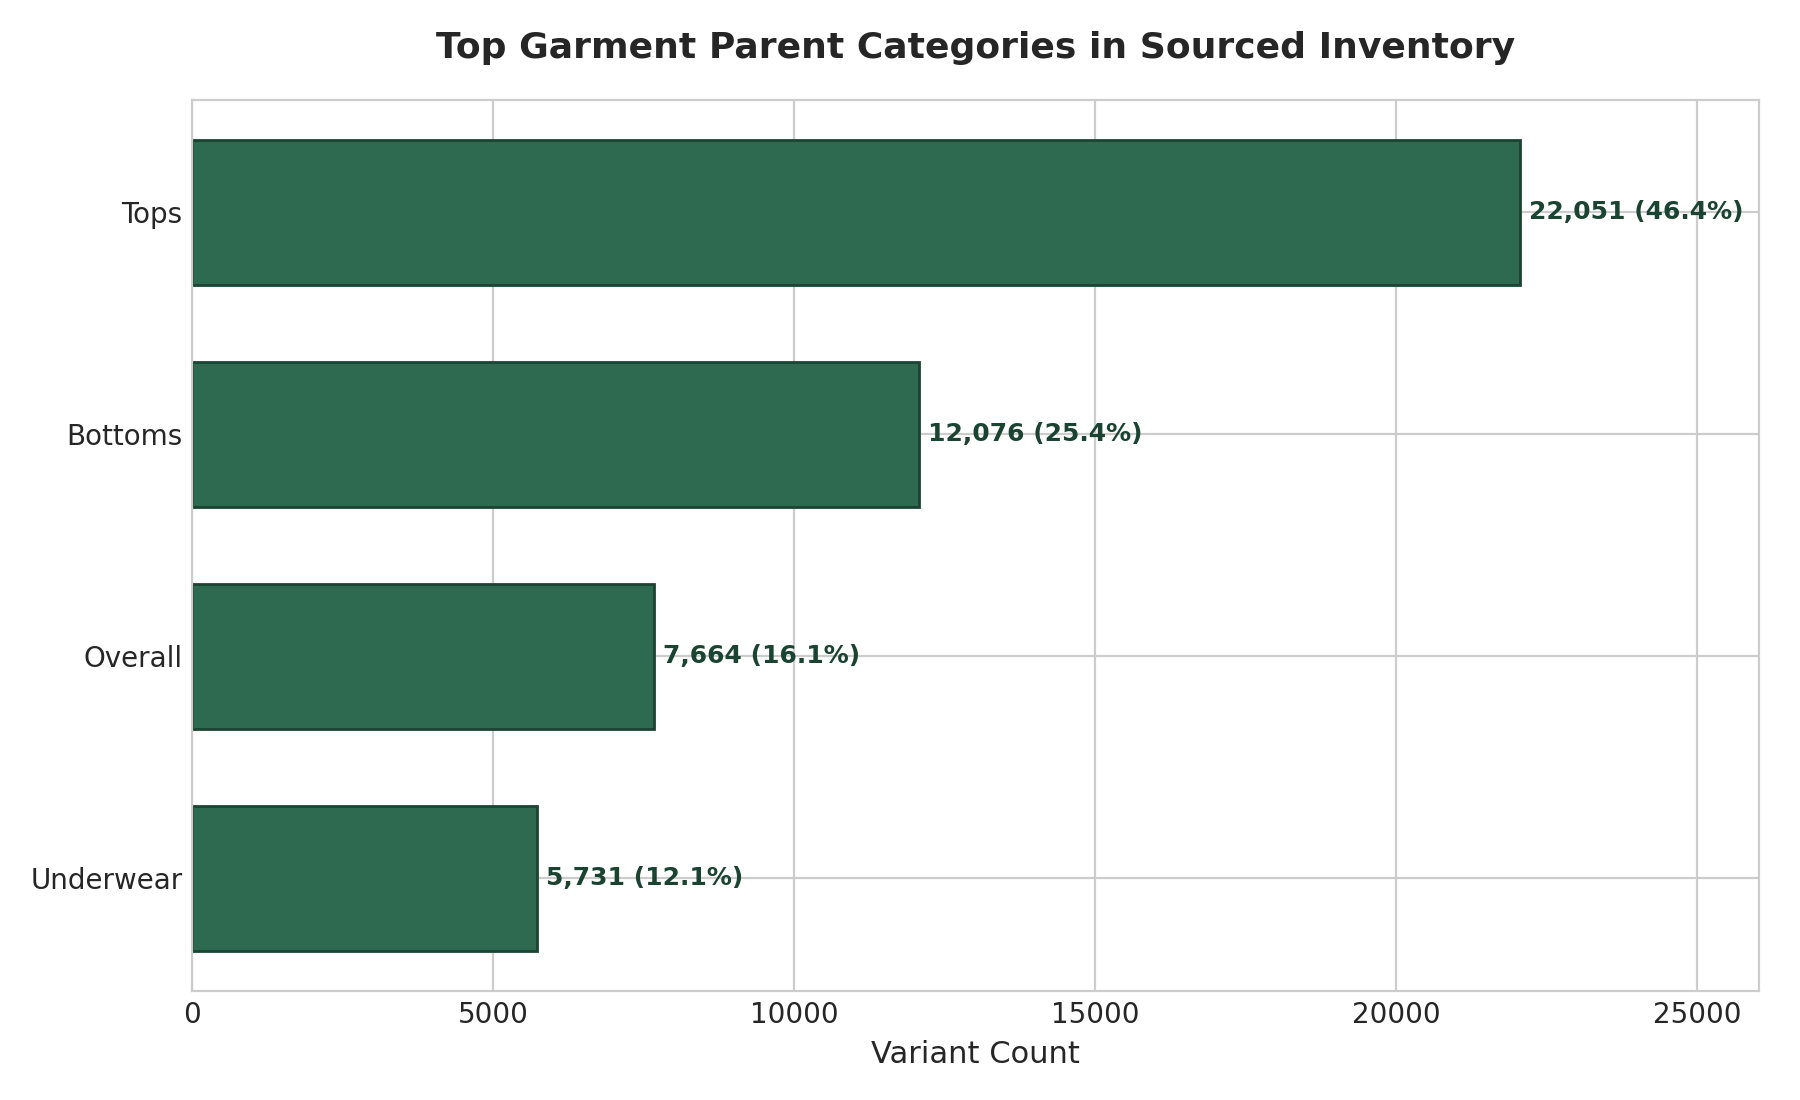 Top Garment Parent Categories in Sourced Inventory
Tops
22,051 (46.4%)
Bottoms
12,076 (25.4%)
Overall
7,664 (16.1%)
Underwear
5,731 (12.1%)
0 5000 10000 15000 20000 25000
Variant Count